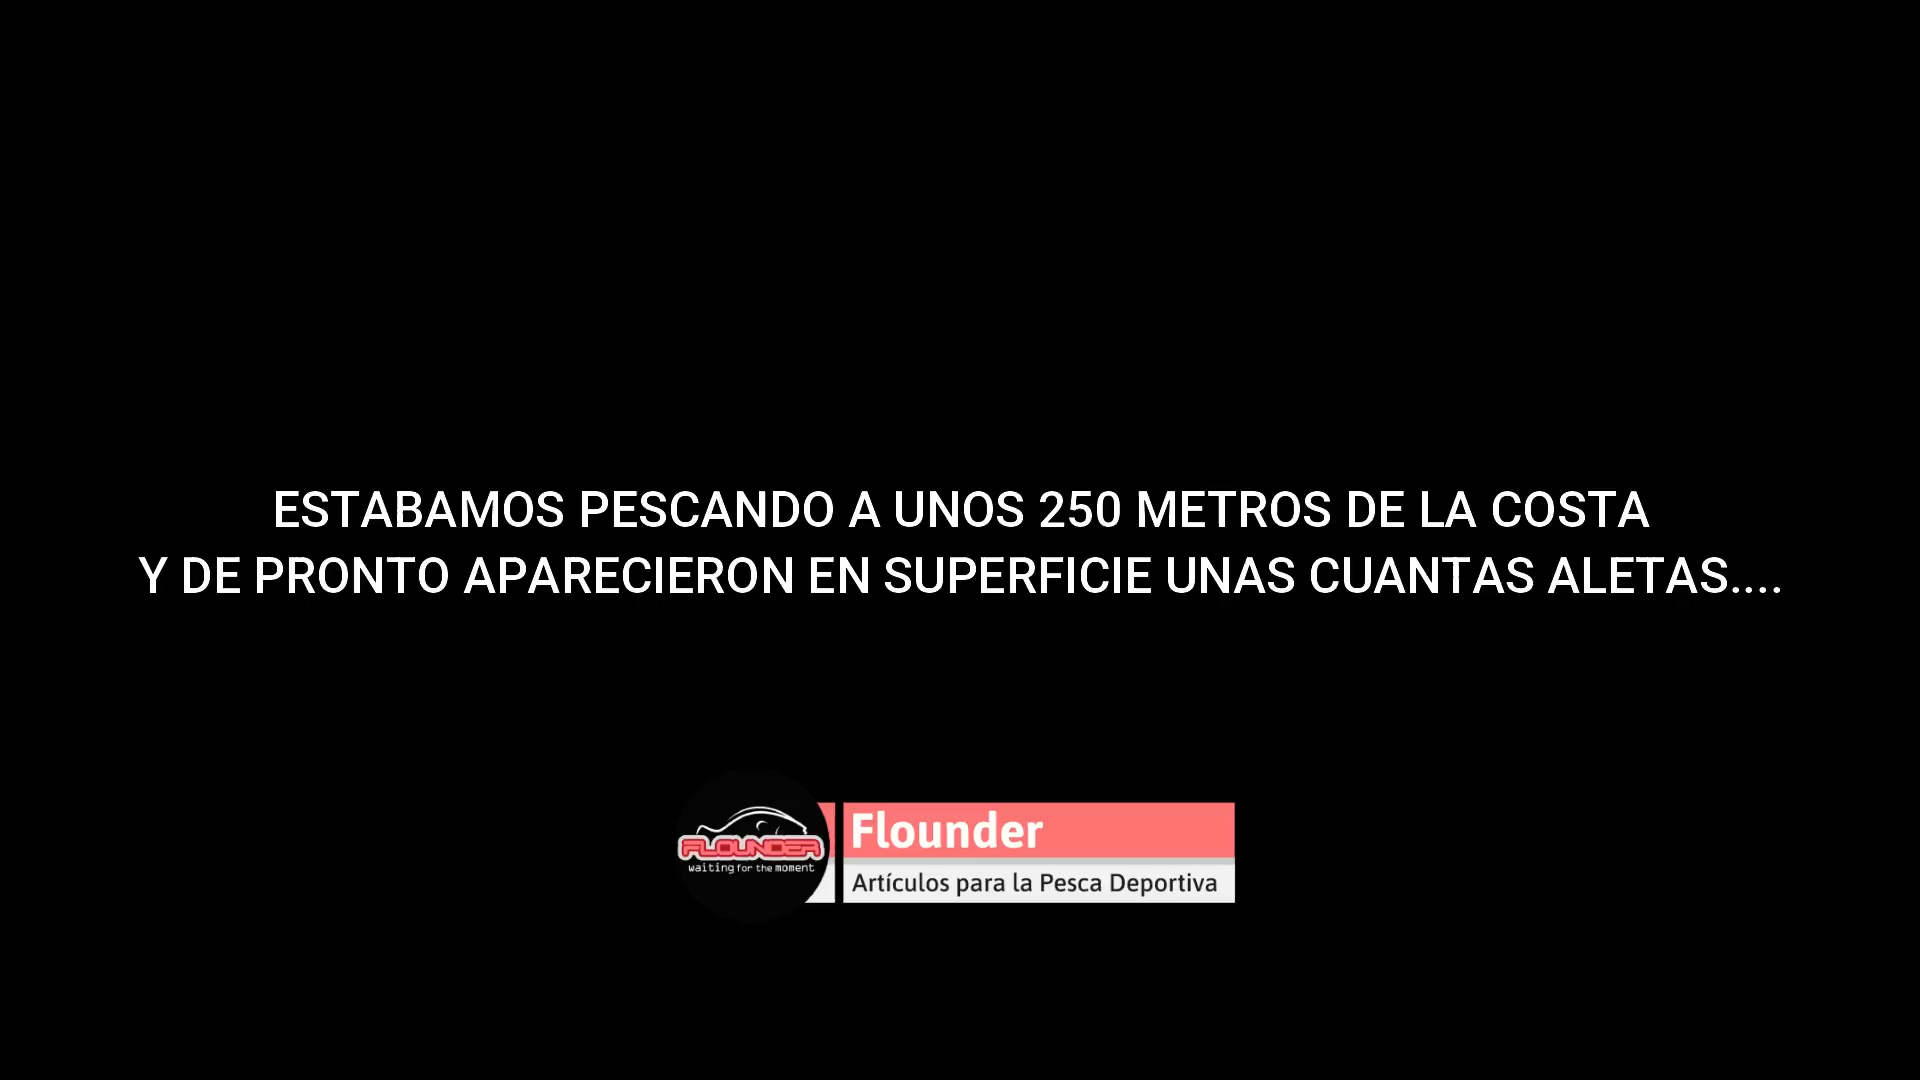 ESTABAMOS PESCANDO A UNOS 250 METROS DE LA COSTA
Y DE PRONTO APARECIERON EN SUPERFICIE UNAS CUANTAS ALETAS....
FLOUNDER
waiting for the moment
Flounder
Artículos para la Pesca Deportiva